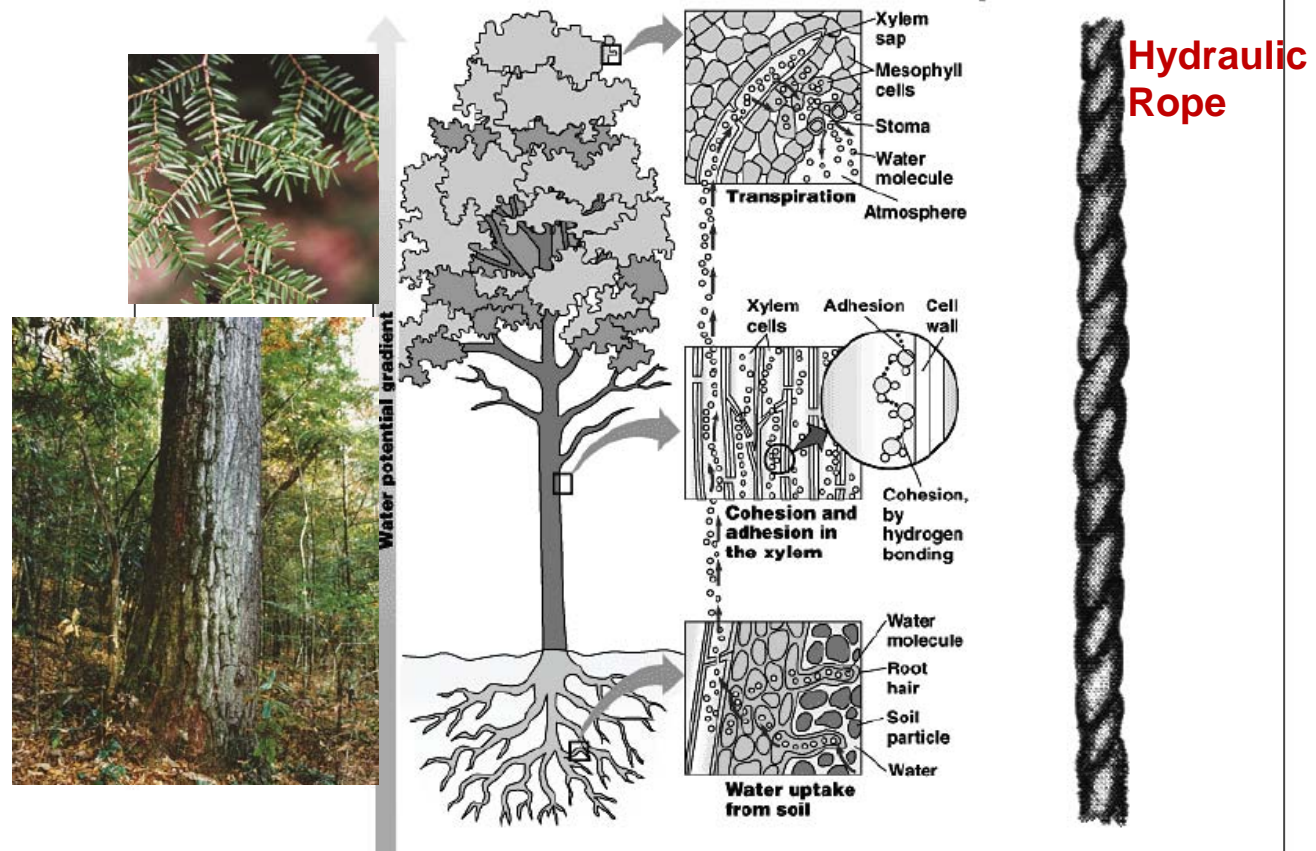 Hydraulic
Rope
Water potential gradient
Xylem
sap
Mesophyll
cells
Stoma
Water
molecule
Atmosphere
Transpiration
Xylem
cells
Adhesion
Cell
wall
Cohesion,
by
hydrogen
bonding
Cohesion and
adhesion in
the xylem
Water
molecule
Root
hair
Soil
particle
Water
Water uptake
from soil